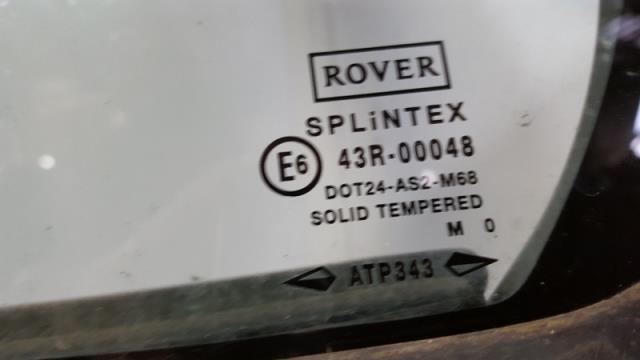 ROVER
SPLiNTEX
E6 43R-00048
DOT24-AS2-M68
SOLID TEMPERED
M 0
ATP343